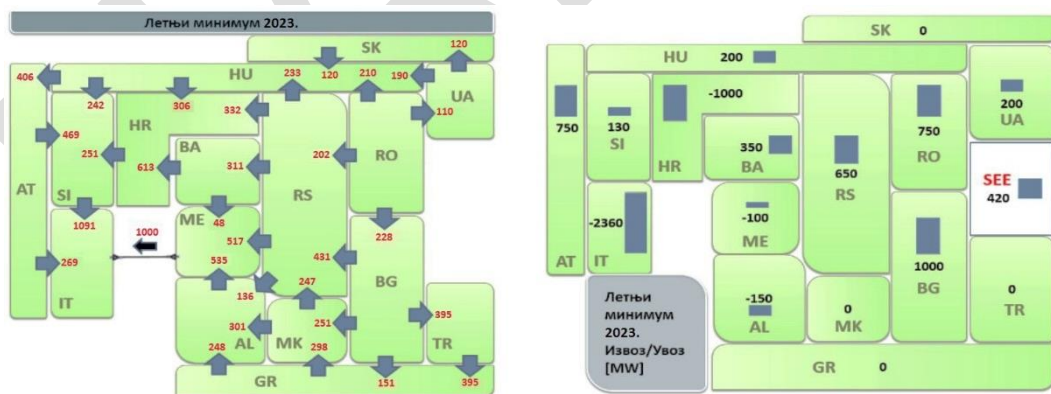 Летњи минимум 2023.
SK
120
406
HU
233
120
210
190
242
306
332
UA
HR
110
469
BA
251
613
311
202
RO
AT
SI
RS
1091
ME
48
228
1000
517
535
431
269
BG
IT
136
247
395
301
251
AL
MK
TR
248
298
GR
151
395
SK 0
HU 200
-1000
750
130
SI
HR
350
BA
650
RS
750
RO
200
UA
SEE
420
-2360
-100
ME
AT
IT
1000
BG
Летњи
минимум
2023.
Извоз/Увоз
[MW]
-150
AL
0
MK
0
TR
GR 0